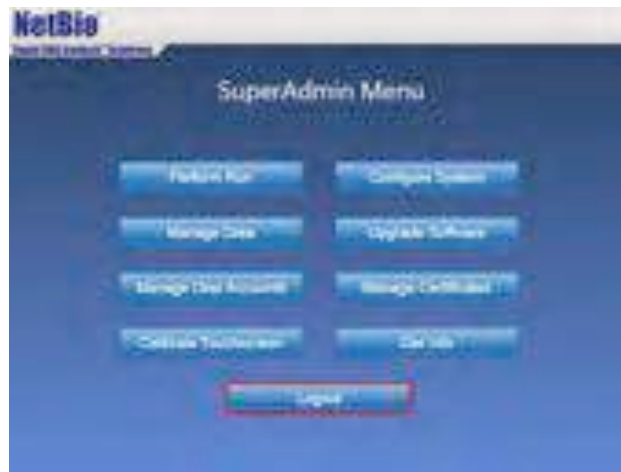 NetBio
SuperAdmin Menu
Perform Run
Configure System
Manage Data
Upgrade Software
Manage User Accounts
Manage Certificates
Calibrate Touchscreen
Logout